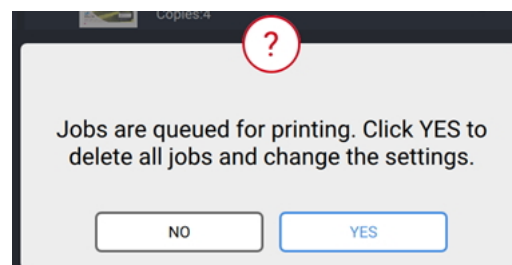 Copies:4
?
Jobs are queued for printing. Click YES to
delete all jobs and change the settings.
NO
YES